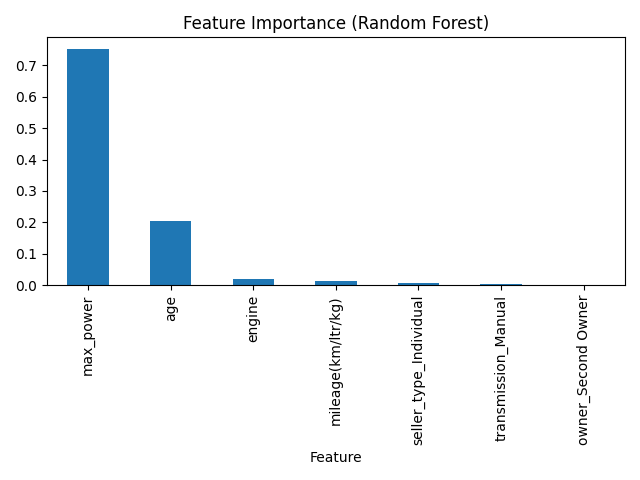 Feature Importance (Random Forest)
0.7
0.6
0.5
0.4
0.3
0.2
0.1
0.0
max_power
age
engine
mileage(km/ltr/kg)
seller_type_Individual
transmission_Manual
owner_Second Owner
Feature